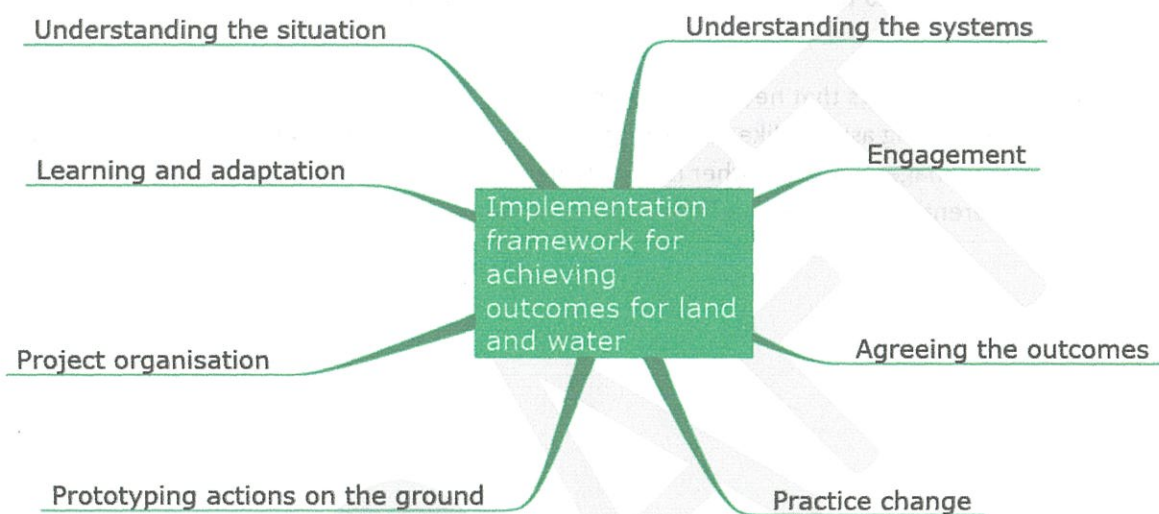 Understanding the situation
Understanding the systems
Learning and adaptation
Engagement
Implementation
framework for
achieving
outcomes for land
and water
Project organisation
Agreeing the outcomes
Prototyping actions on the ground
Practice change